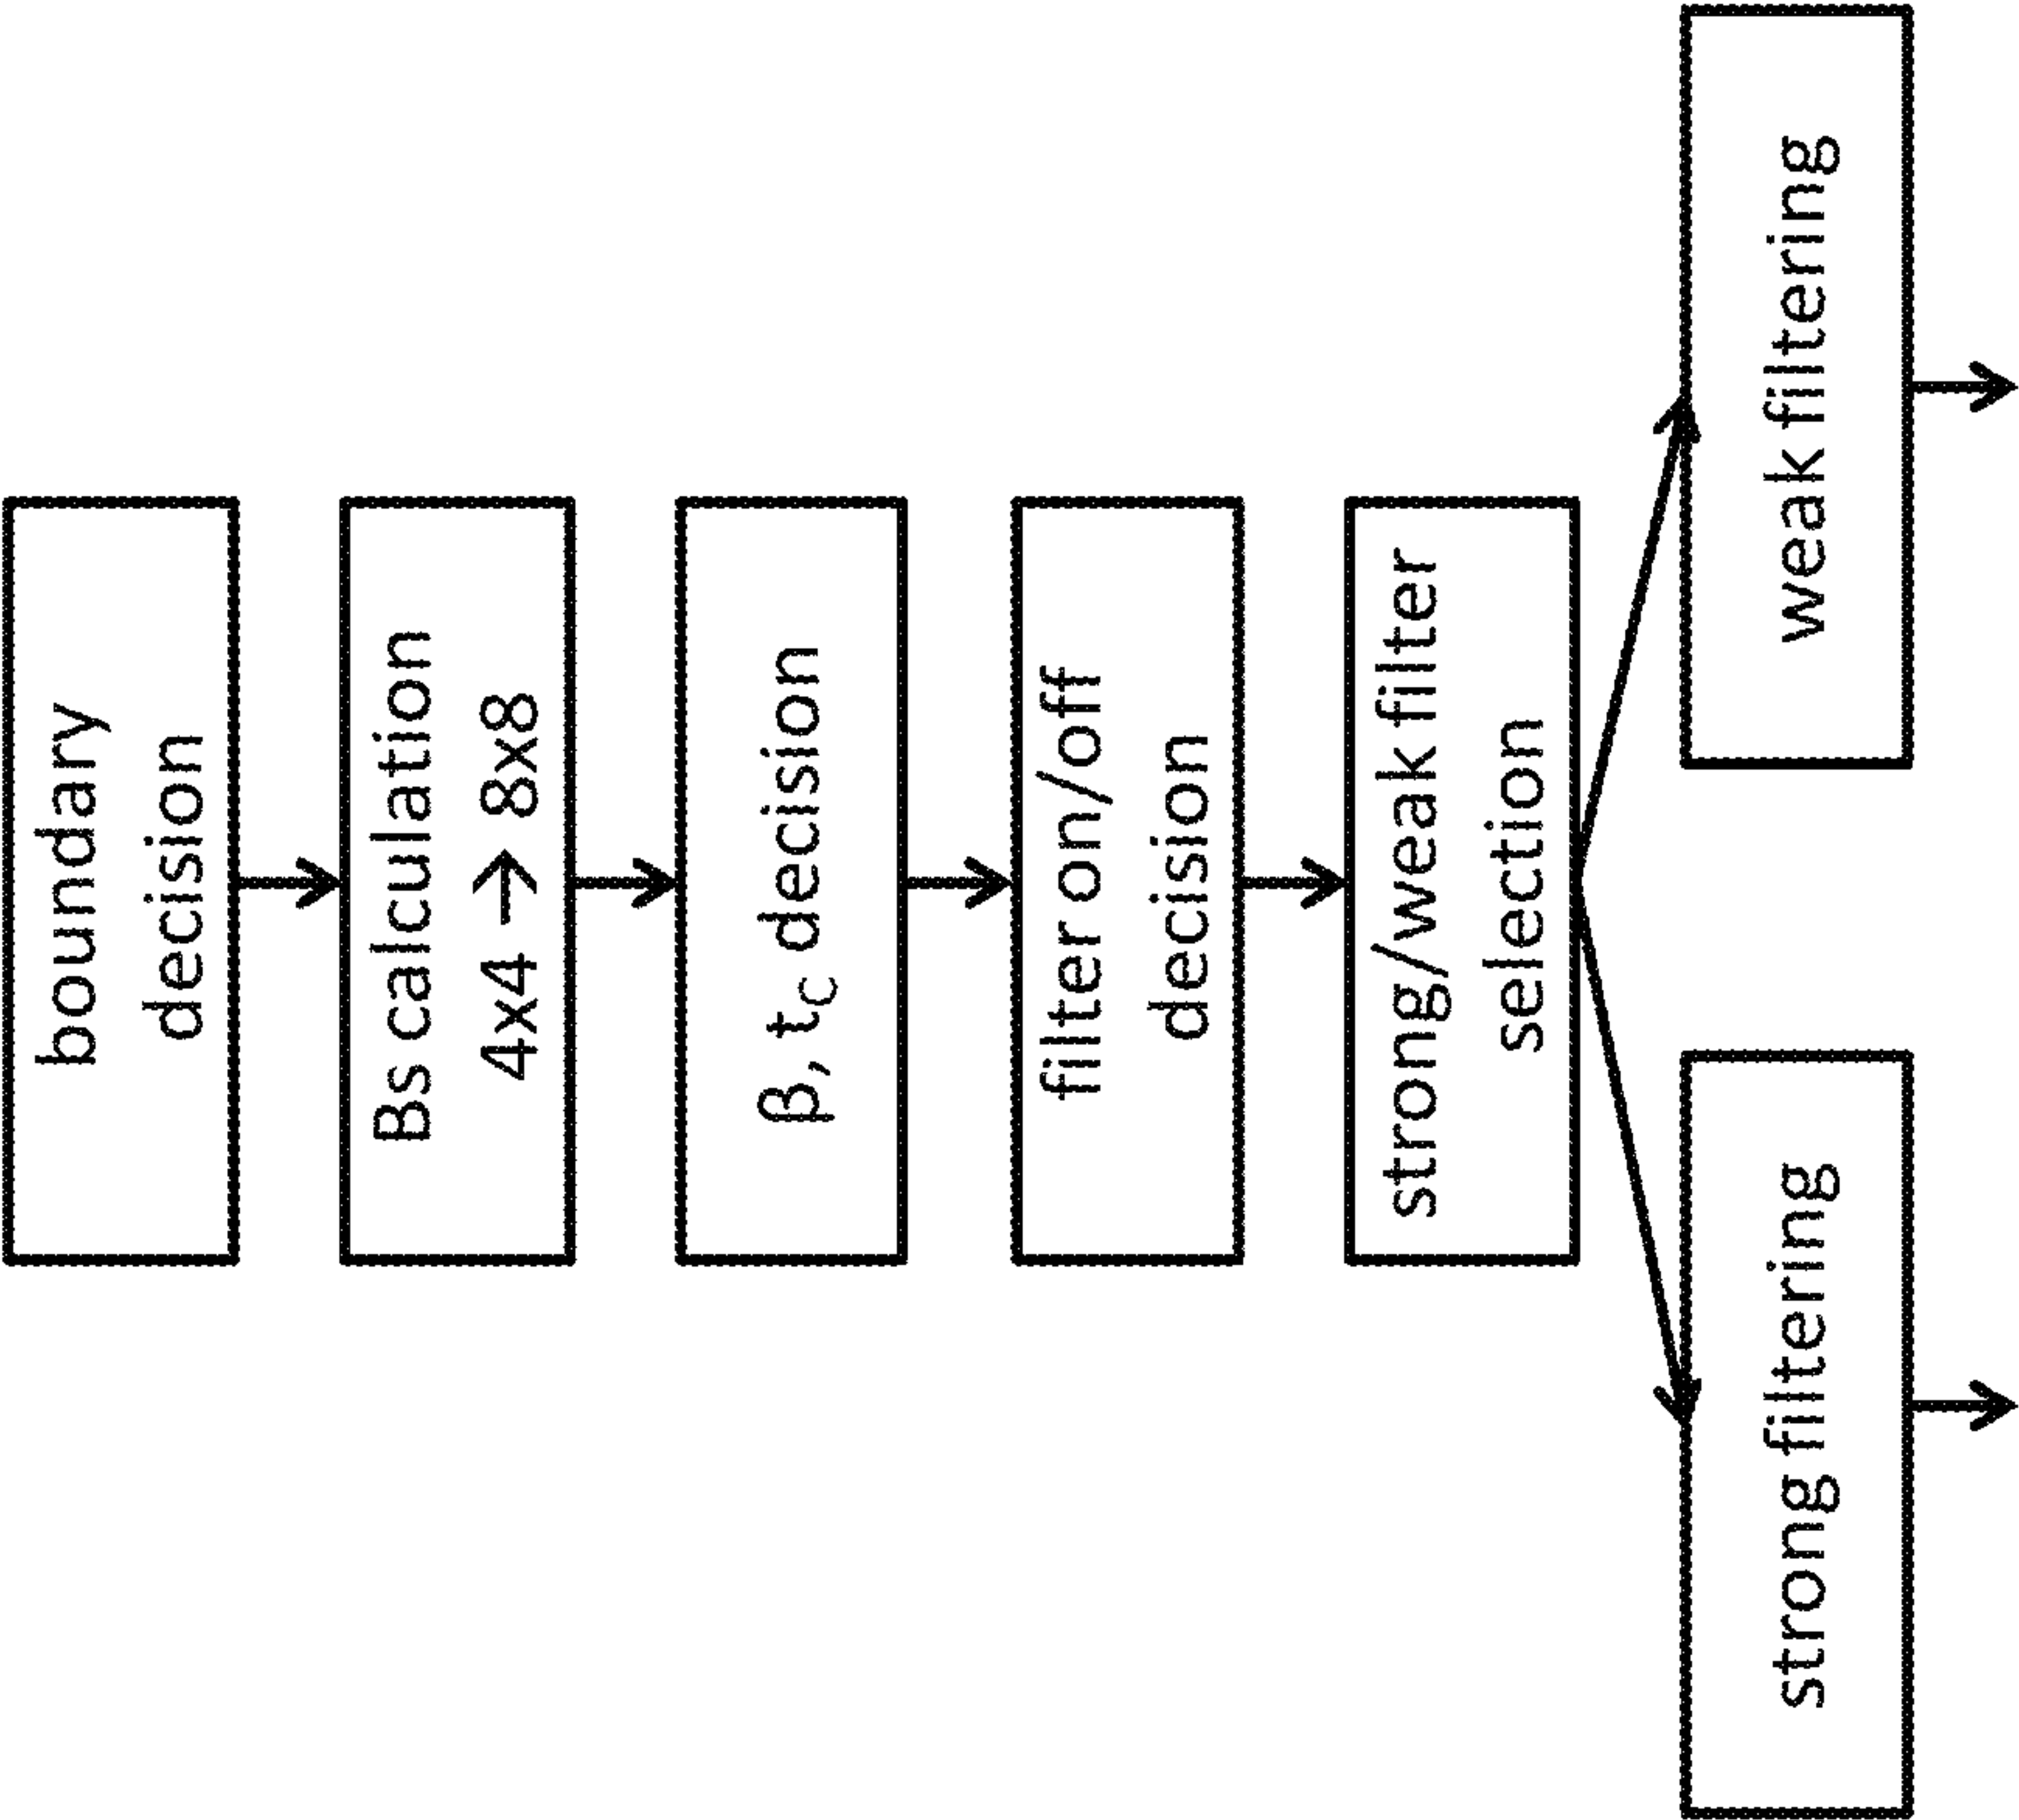 boundary
decision
Bs calculation
4x4 → 8x8
β, t_C decision
filter on/off
decision
strong/weak filter
selection
strong filtering
weak filtering